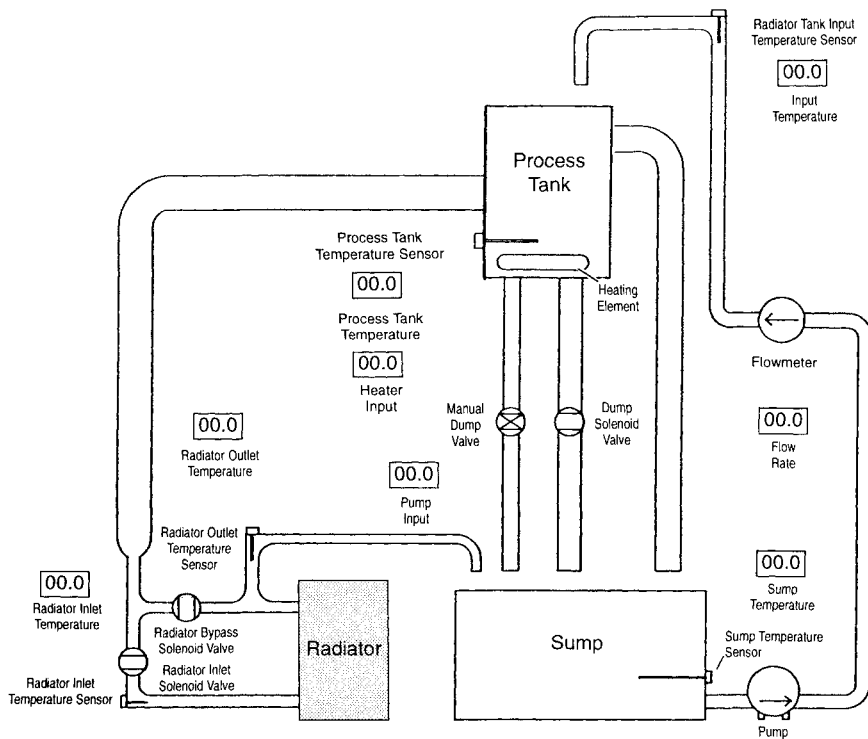 Radiator Tank Input
Temperature Sensor
00.0
Input
Temperature
Process
Tank
Process Tank
Temperature Sensor
00.0
Process Tank
Temperature
00.0
Heater
Input
Heating
Element
Flowmeter
00.0
Radiator Outlet
Temperature
Manual
Dump
Valve
Dump
Solenoid
Valve
00.0
Flow
Rate
00.0
Pump
Input
Radiator Outlet
Temperature
Sensor
00.0
Radiator Inlet
Temperature
00.0
Sump
Temperature
Radiator Bypass
Solenoid Valve
Radiator
Sump
Sump Temperature
Sensor
Radiator Inlet
Solenoid Valve
Radiator Inlet
Temperature Sensor
Pump